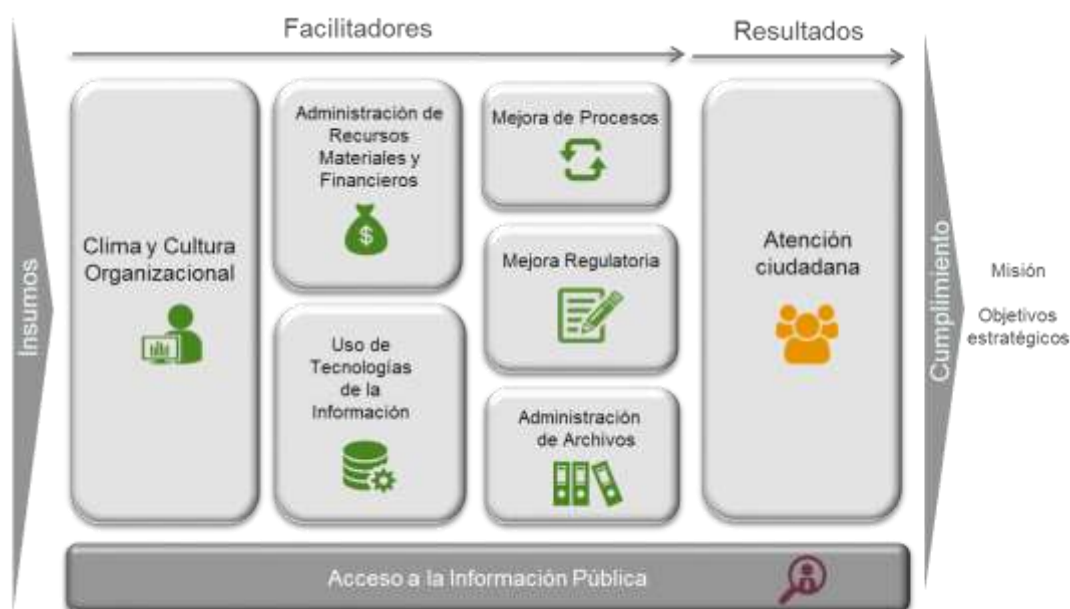 Facilitadores
Resultados
Insumos
Clima y Cultura
Organizacional
Administración de
Recursos
Materiales y
Financieros
$
Uso de
Tecnologías
de la
Información
Mejora de Procesos
Mejora Regulatoria
Administración
de Archivos
Atención
ciudadana
Cumplimiento
Misión
Objetivos
estratégicos
Acceso a la Información Pública